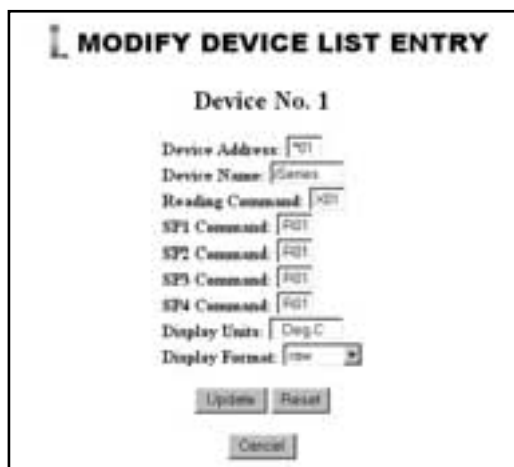 MODIFY DEVICE LIST ENTRY
Device No. 1
Device Address: *01
Device Name: iSeries
Reading Command: X01
SP1 Command: R01
SP2 Command: R01
SP3 Command: R01
SP4 Command: R01
Display Units: Deg.C
Display Format: raw
Update Reset
Cancel